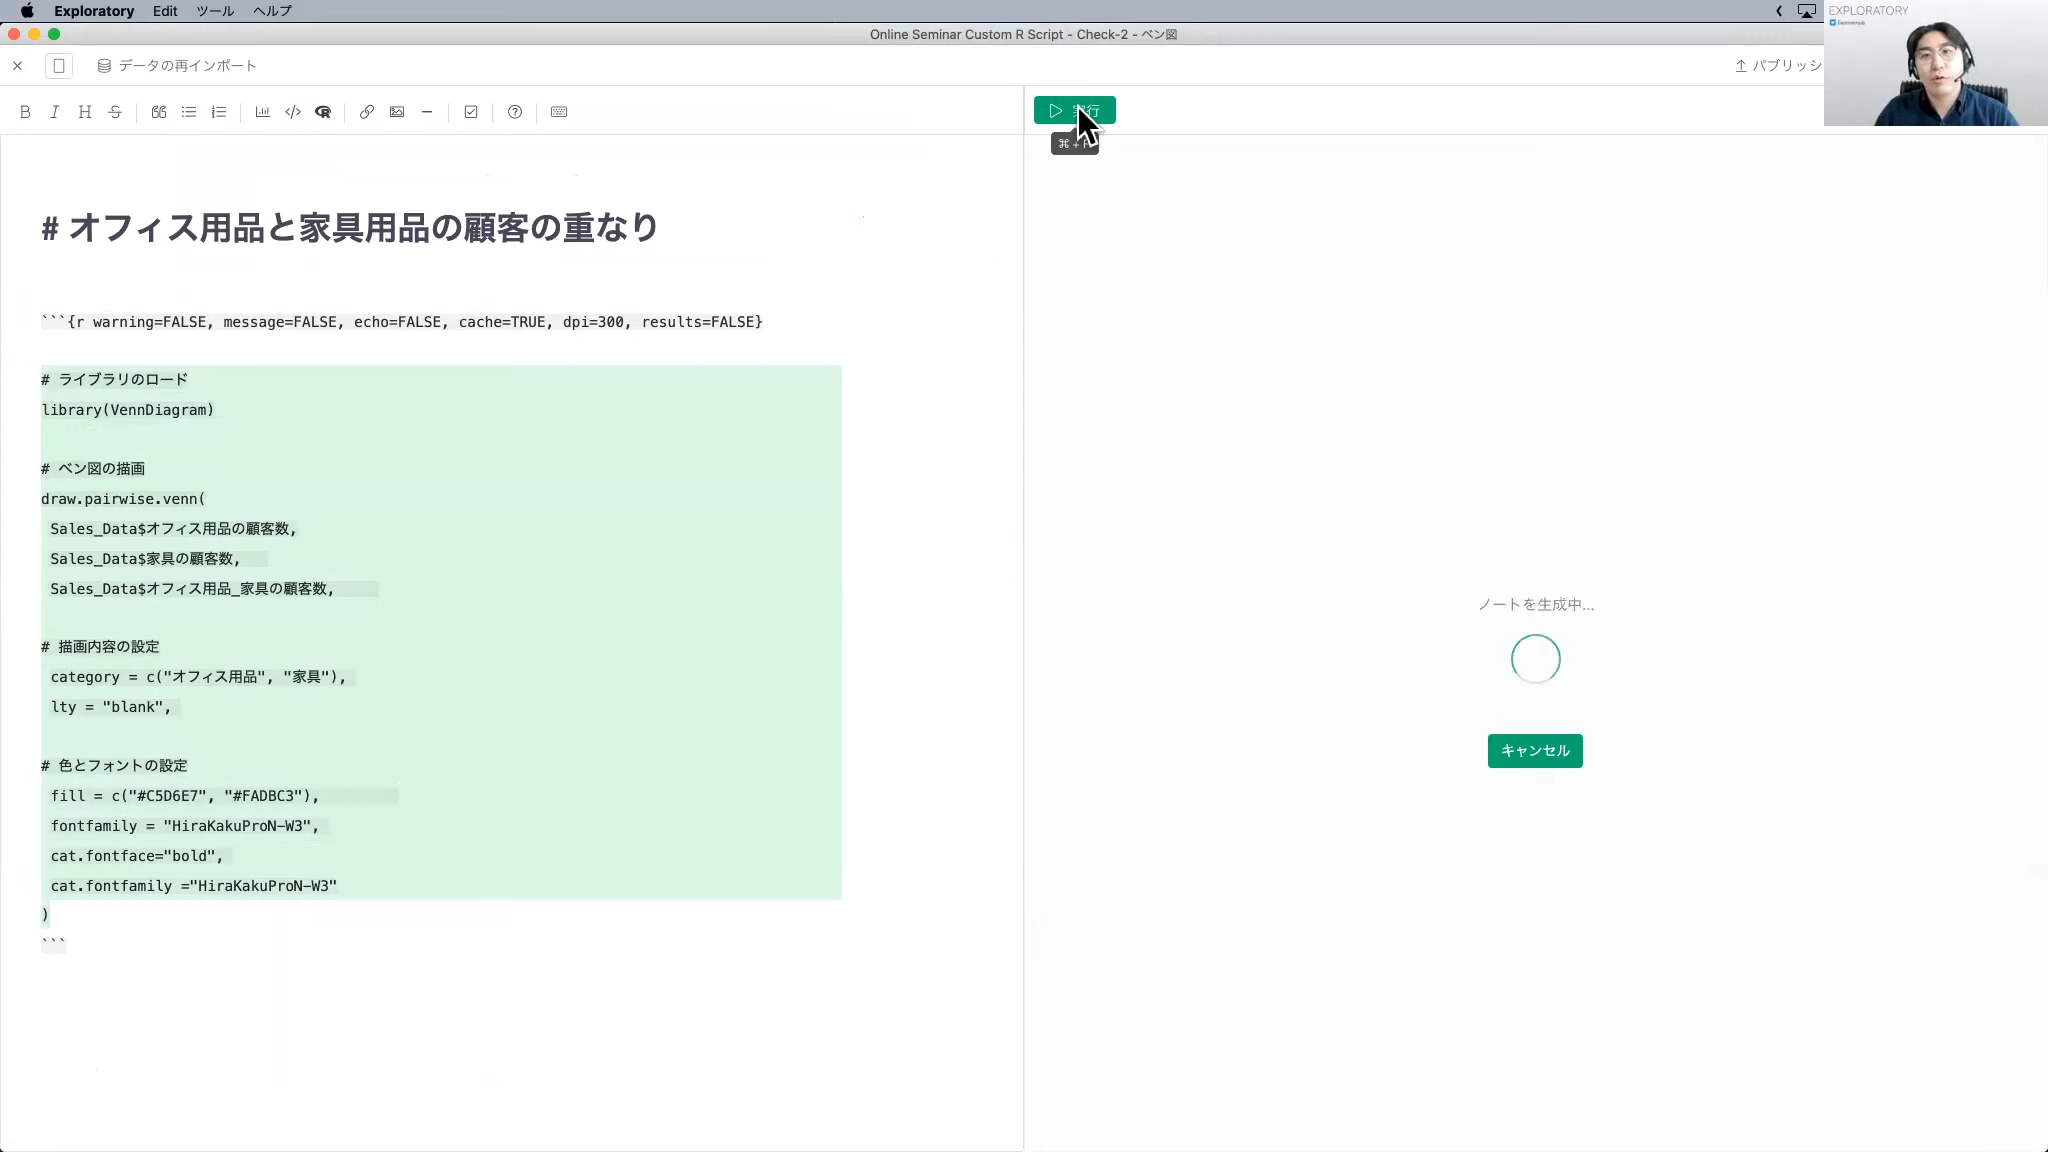 Exploratory Edit ツール ヘルプ
Online Seminar Custom R Script - Check-2 - ベン図
EXPLORATORY
データの再インポート
パブリッシ
B I H S
実行
⌘ +
# オフィス用品と家具用品の顧客の重なり
```{r warning=FALSE, message=FALSE, echo=FALSE, cache=TRUE, dpi=300, results=FALSE}
# ライブラリのロード
library(VennDiagram)
# ベン図の描画
draw.pairwise.venn(
Sales_Data$オフィス用品の顧客数,
Sales_Data$家具の顧客数,
Sales_Data$オフィス用品_家具の顧客数,
# 描画内容の設定
category = c("オフィス用品", "家具"),
lty = "blank",
# 色とフォントの設定
fill = c("#C5D6E7", "#FADBC3"),
fontfamily = "HiraKakuProN-W3",
cat.fontface="bold",
cat.fontfamily ="HiraKakuProN-W3"
)
```
ノートを生成中...
キャンセル